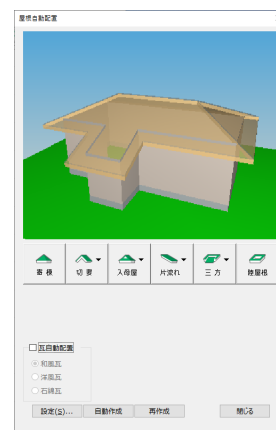 屋根自動配置
寄 棟 切 妻 入母屋 片流れ 三 方 陸屋根
瓦自動配置
和風瓦
洋風瓦
石綿瓦
設定(S)... 自動作成 再作成 閉じる